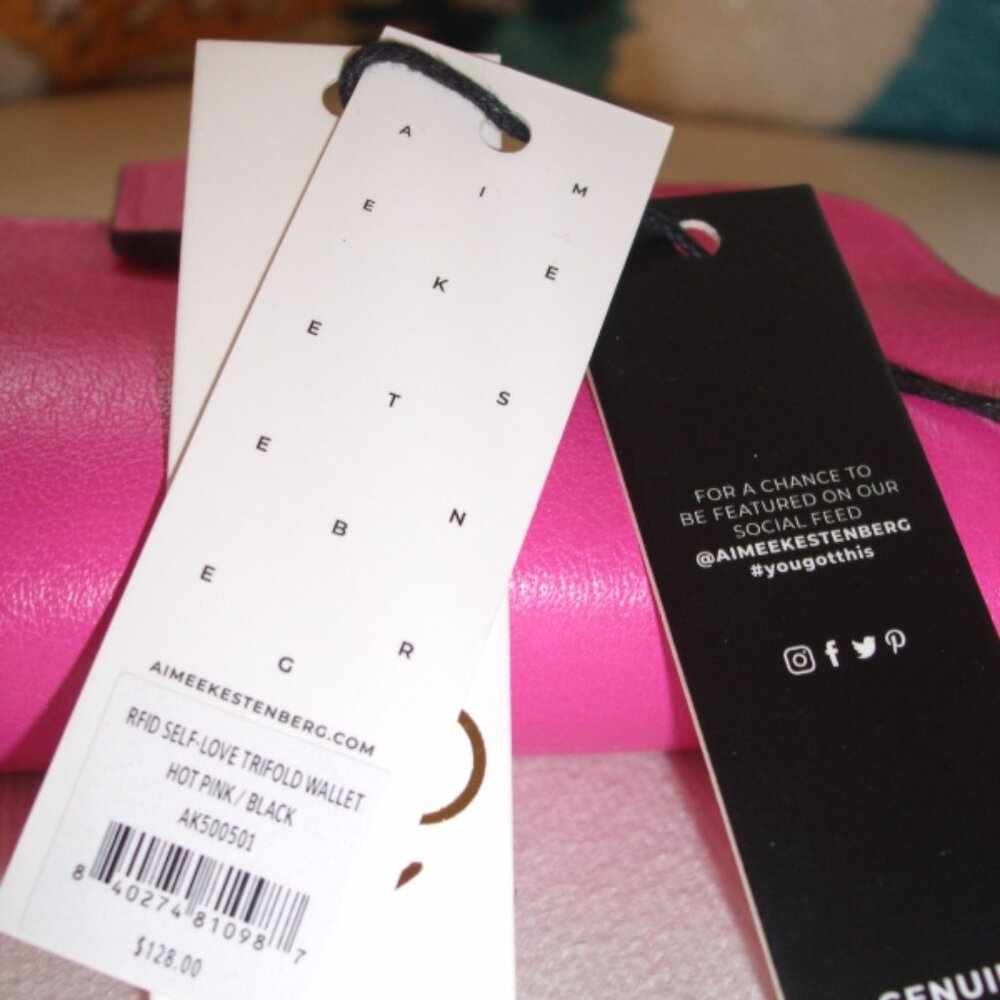 A I M
E K E
E T S
E B N
E G R
AIMEEKESTENBERG.COM
RFID SELF-LOVE TRIFOLD WALLET
HOT PINK / BLACK
AK500501
8 40274 81098 7
$128.00
FOR A CHANCE TO
BE FEATURED ON OUR
SOCIAL FEED
@AIMEEKESTENBERG
#yougotthis